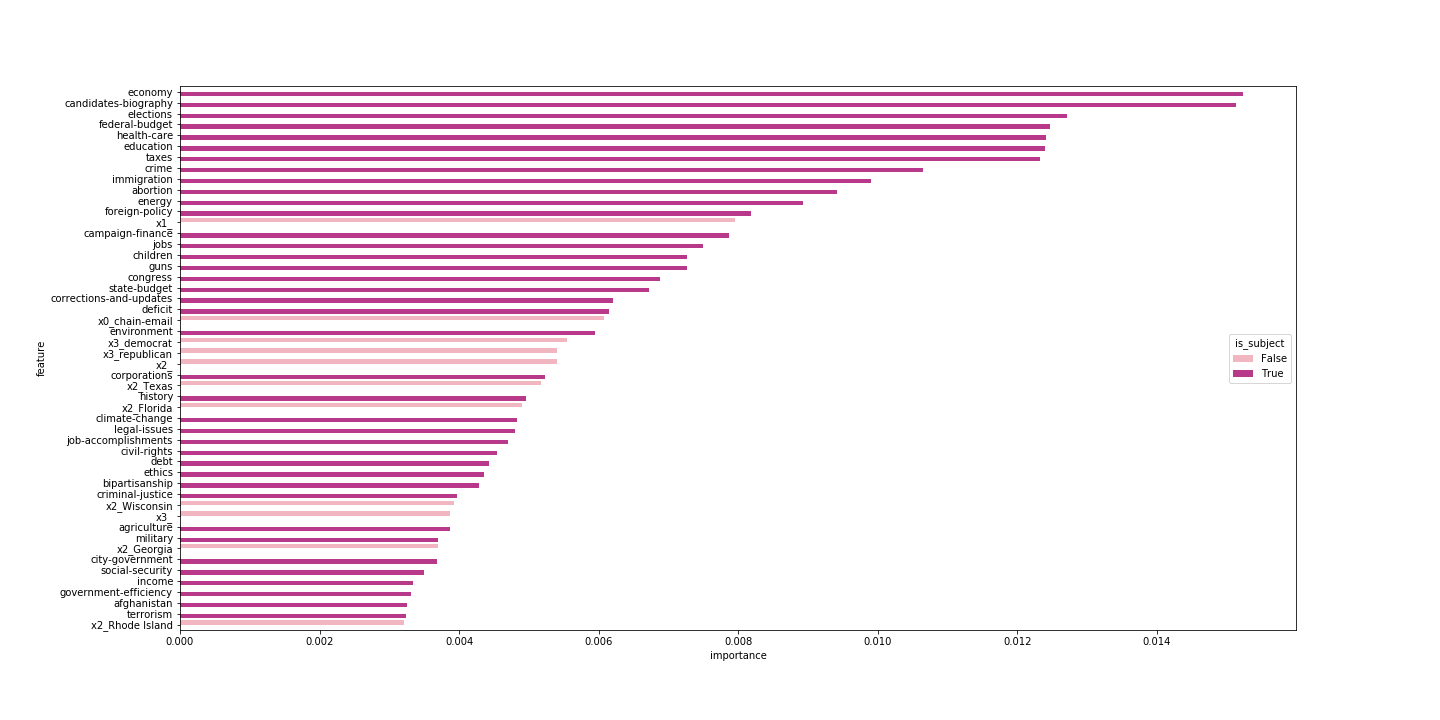 economy
candidates-biography
elections
federal-budget
health-care
education
taxes
crime
immigration
abortion
energy
foreign-policy
x1_
campaign-finance
jobs
children
guns
congress
state-budget
corrections-and-updates
deficit
x0_chain-email
environment
x3_democrat
x3_republican
x2_
corporations
x2_Texas
history
x2_Florida
climate-change
legal-issues
job-accomplishments
civil-rights
debt
ethics
bipartisanship
criminal-justice
x2_Wisconsin
x3_
agriculture
military
x2_Georgia
city-government
social-security
income
government-efficiency
afghanistan
terrorism
x2_Rhode Island
feature
is_subject
False
True
0.000 0.002 0.004 0.006 0.008 0.010 0.012 0.014
importance